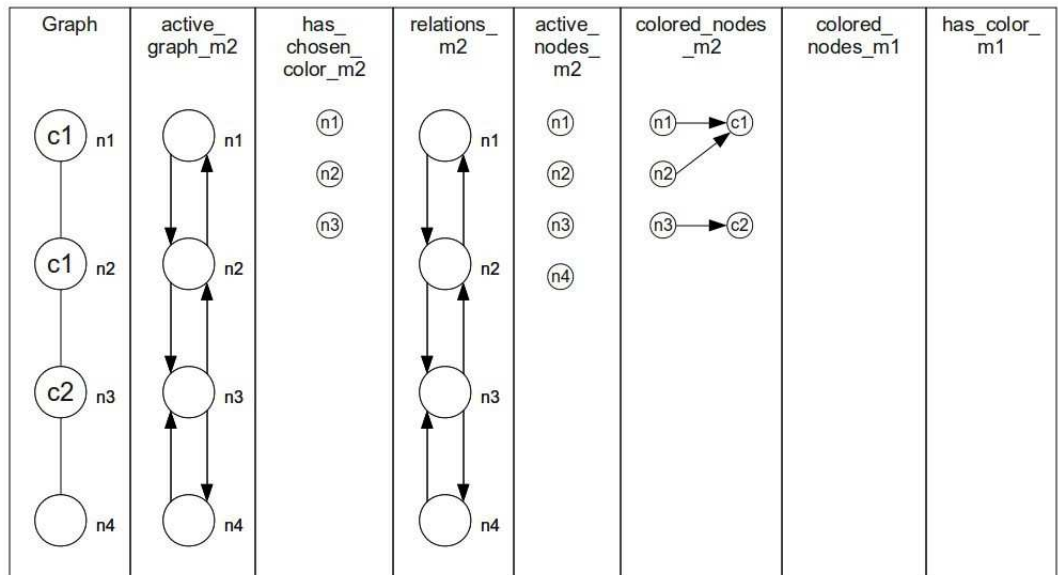 Graph
active_
graph_m2
has_
chosen_
color_m2
relations_
m2
active_
nodes_
m2
colored_nodes
_m2
colored_
nodes_m1
has_color_
m1
c1 n1
c1 n2
c2 n3
n4
n1
n2
n3
n4
n1
n2
n3
n1
n2
n3
n4
n1
n2
n3
n4
n1 c1
n2
n3 c2